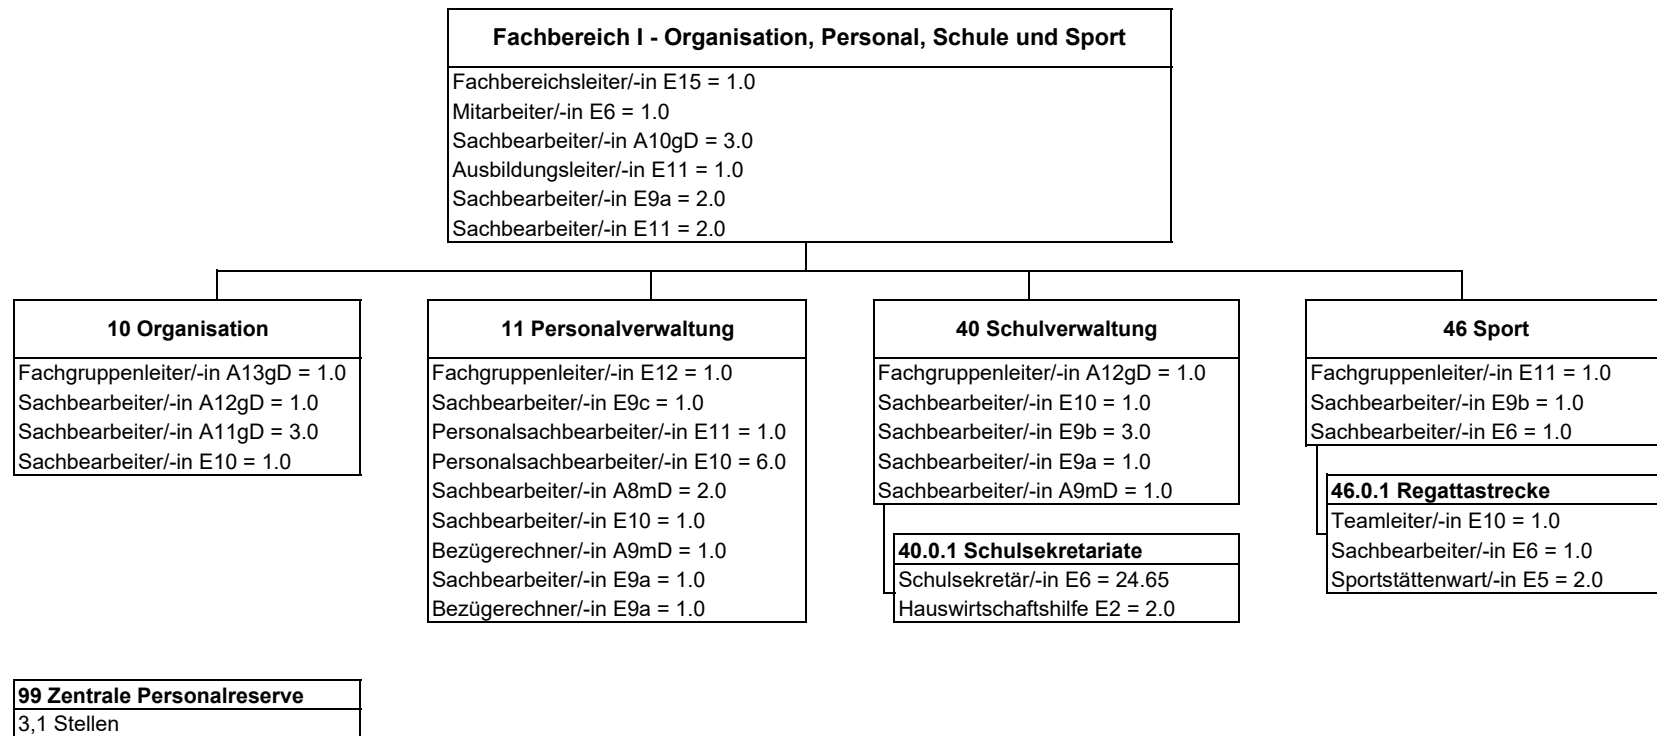 Fachbereich I - Organisation, Personal, Schule und Sport
Fachbereichsleiter/-in E15 = 1.0
Mitarbeiter/-in E6 = 1.0
Sachbearbeiter/-in A10gD = 3.0
Ausbildungsleiter/-in E11 = 1.0
Sachbearbeiter/-in E9a = 2.0
Sachbearbeiter/-in E11 = 2.0
10 Organisation
Fachgruppenleiter/-in A13gD = 1.0
Sachbearbeiter/-in A12gD = 1.0
Sachbearbeiter/-in A11gD = 3.0
Sachbearbeiter/-in E10 = 1.0
11 Personalverwaltung
Fachgruppenleiter/-in E12 = 1.0
Sachbearbeiter/-in E9c = 1.0
Personalsachbearbeiter/-in E11 = 1.0
Personalsachbearbeiter/-in E10 = 6.0
Sachbearbeiter/-in A8mD = 2.0
Sachbearbeiter/-in E10 = 1.0
Bezügerechner/-in A9mD = 1.0
Sachbearbeiter/-in E9a = 1.0
Bezügerechner/-in E9a = 1.0
40 Schulverwaltung
Fachgruppenleiter/-in A12gD = 1.0
Sachbearbeiter/-in E10 = 1.0
Sachbearbeiter/-in E9b = 3.0
Sachbearbeiter/-in E9a = 1.0
Sachbearbeiter/-in A9mD = 1.0
40.0.1 Schulsekretariate
Schulsekretär/-in E6 = 24.65
Hauswirtschaftshilfe E2 = 2.0
46 Sport
Fachgruppenleiter/-in E11 = 1.0
Sachbearbeiter/-in E9b = 1.0
Sachbearbeiter/-in E6 = 1.0
46.0.1 Regattastrecke
Teamleiter/-in E10 = 1.0
Sachbearbeiter/-in E6 = 1.0
Sportstättenwart/-in E5 = 2.0
99 Zentrale Personalreserve
3,1 Stellen